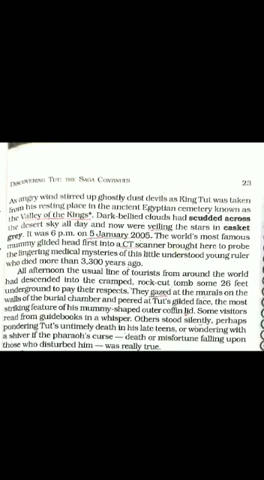 DISCOVERING TUT: THE SAGA CONTINUES 23
An angry wind stirred up ghostly dust devils as King Tut was taken
from his resting place in the ancient Egyptian cemetery known as
the Valley of the Kings*. Dark-bellied clouds had scudded across
the desert sky all day and now were veiling the stars in casket
grey. It was 6 p.m. on 5 January 2005. The world's most famous
mummy glided head first into a CT scanner brought here to probe
the lingering medical mysteries of this little understood young ruler
who died more than 3,300 years ago.
All afternoon the usual line of tourists from around the world
had descended into the cramped, rock-cut tomb some 26 feet
underground to pay their respects. They gazed at the murals on the
walls of the burial chamber and peered at Tut's gilded face, the most
striking feature of his mummy-shaped outer coffin lid. Some visitors
read from guidebooks in a whisper. Others stood silently, perhaps
pondering Tut's untimely death in his late teens, or wondering with
a shiver if the pharaoh's curse — death or misfortune falling upon
those who disturbed him — was really true.